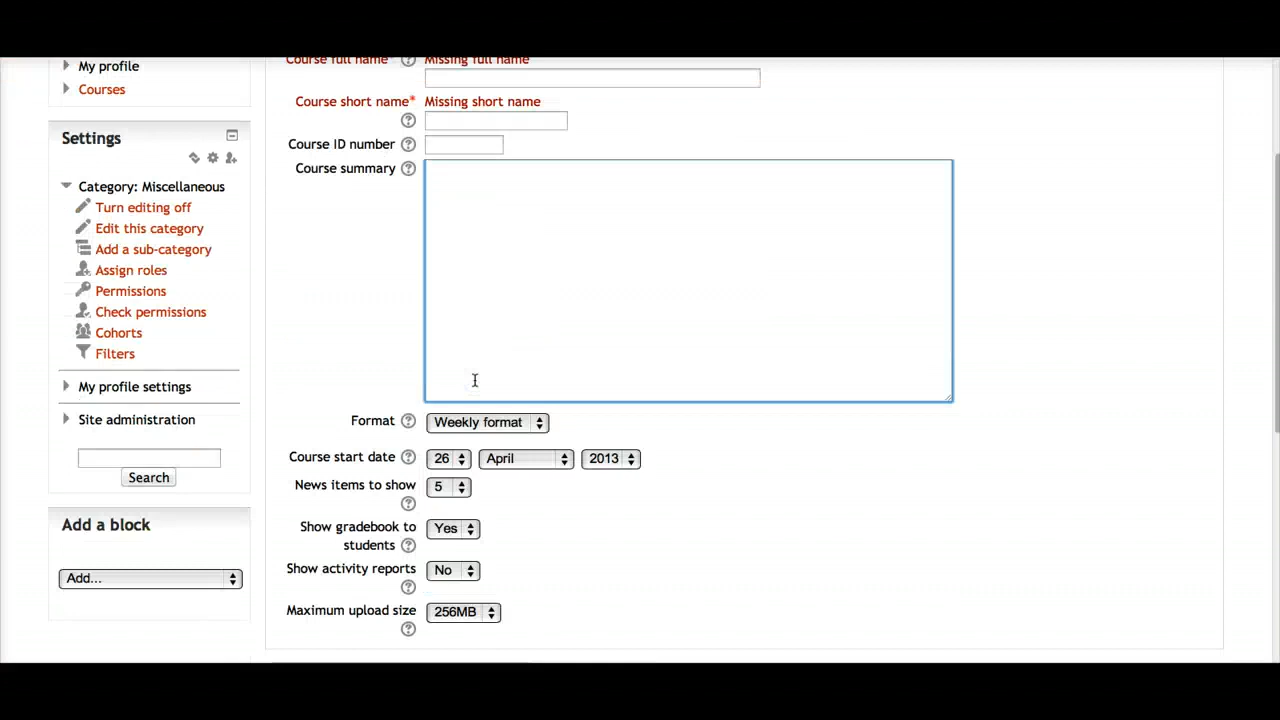 My profile
Courses
Settings
Category: Miscellaneous
Turn editing off
Edit this category
Add a sub-category
Assign roles
Permissions
Check permissions
Cohorts
Filters
My profile settings
Site administration
Search
Add a block
Add...
Course full name* Missing full name
Course short name* Missing short name
Course ID number
Course summary
Format Weekly format
Course start date 26 April 2013
News items to show 5
Show gradebook to Yes
students
Show activity reports No
Maximum upload size 256MB